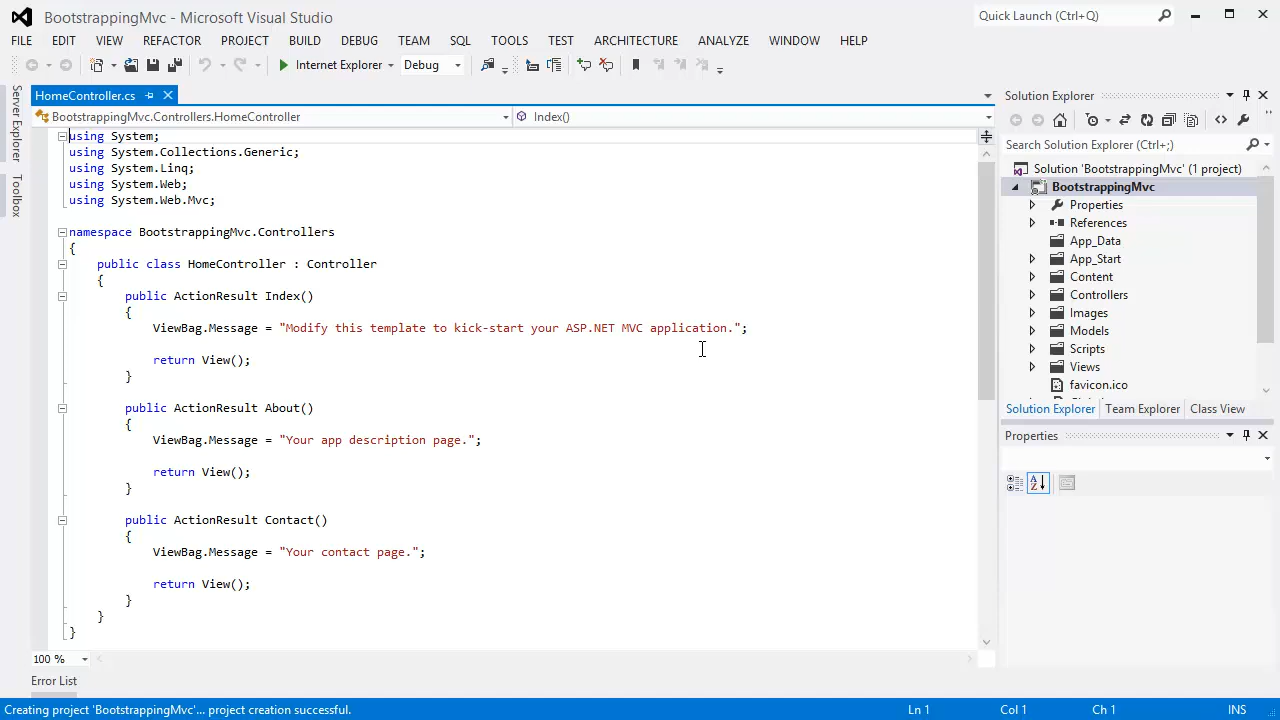 BootstrappingMvc - Microsoft Visual Studio
Quick Launch (Ctrl+Q)
FILE EDIT VIEW REFACTOR PROJECT BUILD DEBUG TEAM SQL TOOLS TEST ARCHITECTURE ANALYZE WINDOW HELP
Internet Explorer Debug
Server Explorer
Toolbox
HomeController.cs
BootstrappingMvc.Controllers.HomeController Index()
using System;
using System.Collections.Generic;
using System.Linq;
using System.Web;
using System.Web.Mvc;
namespace BootstrappingMvc.Controllers
{
public class HomeController : Controller
{
public ActionResult Index()
{
ViewBag.Message = "Modify this template to kick-start your ASP.NET MVC application.";
return View();
}
public ActionResult About()
{
ViewBag.Message = "Your app description page.";
return View();
}
public ActionResult Contact()
{
ViewBag.Message = "Your contact page.";
return View();
}
}
}
100 %
Solution Explorer
Search Solution Explorer (Ctrl+;)
Solution 'BootstrappingMvc' (1 project)
BootstrappingMvc
Properties
References
App_Data
App_Start
Content
Controllers
Images
Models
Scripts
Views
favicon.ico
Solution Explorer Team Explorer Class View
Properties
Error List
Creating project 'BootstrappingMvc'... project creation successful.
Ln 1 Col 1 Ch 1 INS